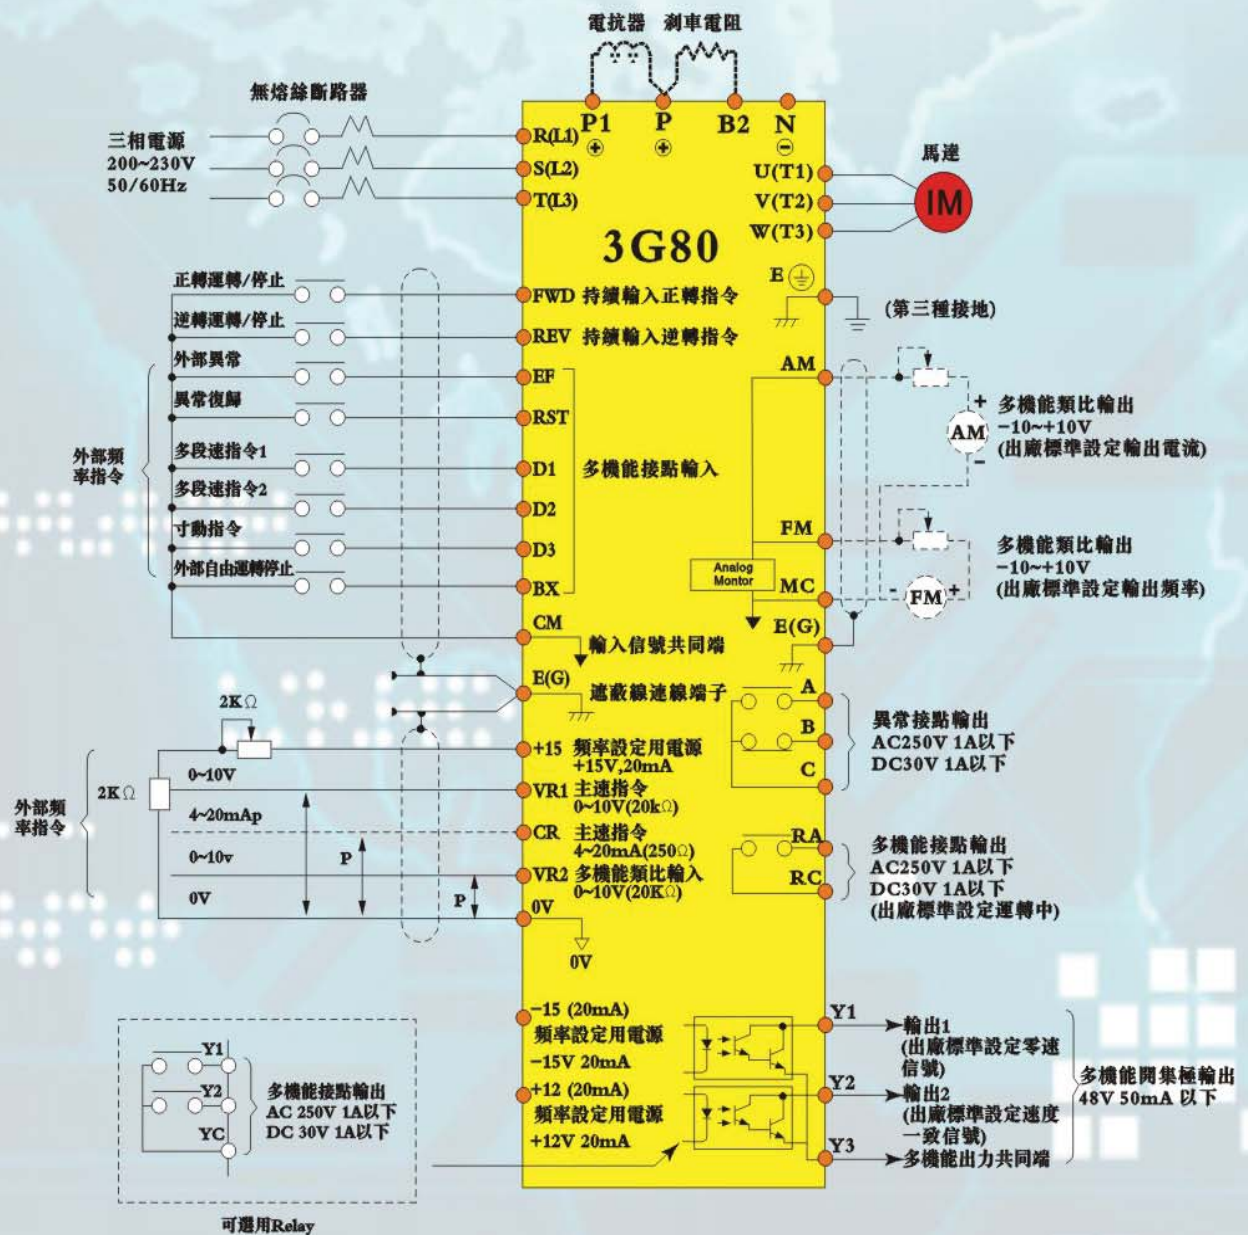 電抗器 剎車電阻
無熔絲斷路器
三相電源
200~230V
50/60Hz
R(L1)
S(L2)
T(L3)
P1
P
B2
N
U(T1)
V(T2)
W(T3)
馬達
IM
3G80
E
(第三種接地)
正轉運轉/停止
FWD 持續輸入正轉指令
逆轉運轉/停止
REV 持續輸入逆轉指令
外部異常
EF
異常復歸
RST
多段速指令1
D1
多段速指令2
D2
寸動指令
D3
外部自由運轉停止
BX
外部頻
率指令
多機能接點輸入
CM
輸入信號共同端
E(G)
遮蔽線連線端子
AM
AM
+
-
多機能類比輸出
-10~+10V
(出廠標準設定輸出電流)
FM
Analog
Montor
MC
- FM +
多機能類比輸出
-10~+10V
(出廠標準設定輸出頻率)
E(G)
A
B
C
異常接點輸出
AC250V 1A以下
DC30V 1A以下
RA
RC
多機能接點輸出
AC250V 1A以下
DC30V 1A以下
(出廠標準設定運轉中)
2KΩ
2KΩ
外部頻
率指令
0~10V
4~20mAp
0~10v
0V
P
P
+15 頻率設定用電源
+15V,20mA
VR1 主速指令
0~10V(20kΩ)
CR 主速指令
4~20mA(250Ω)
VR2 多機能類比輸入
0~10V(20KΩ)
0V
0V
-15 (20mA)
頻率設定用電源
-15V 20mA
+12 (20mA)
頻率設定用電源
+12V 20mA
Y1
輸出1
(出廠標準設定零速
信號)
Y2
輸出2
(出廠標準設定速度
一致信號)
Y3
多機能出力共同端
多機能開集極輸出
48V 50mA 以下
Y1
Y2
YC
多機能接點輸出
AC 250V 1A以下
DC 30V 1A以下
可選用Relay